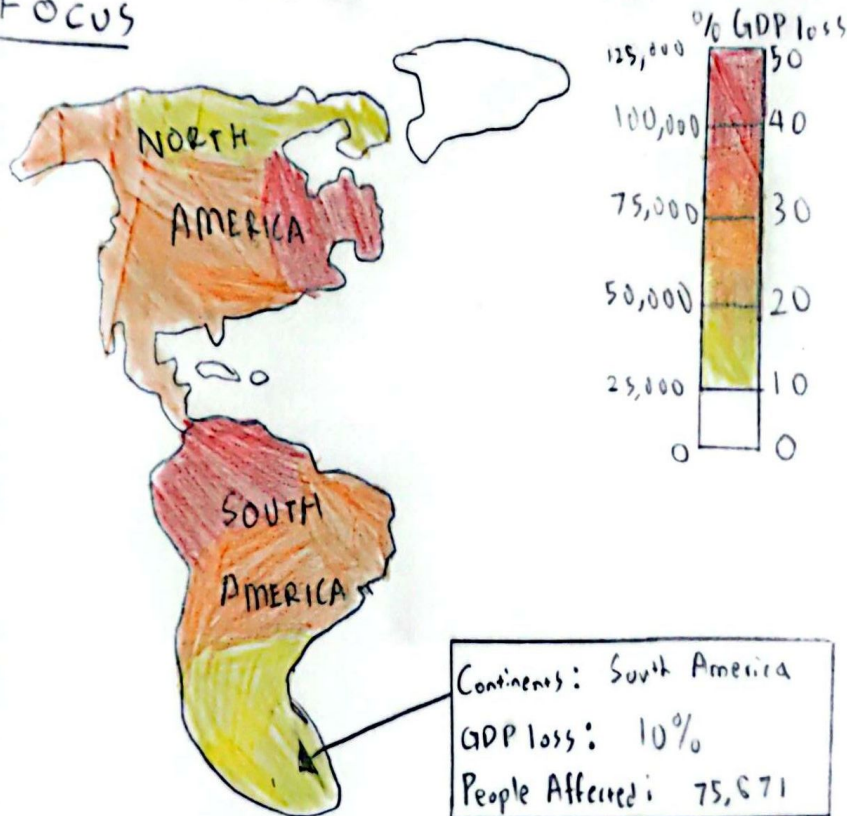 FOCUS
% GDP loss
125,000 50
100,000 40
75,000 30
50,000 20
25,000 10
0 0
NORTH
AMERICA
SOUTH
AMERICA
Continents: South America
GDP loss: 10%
People Affected: 75,671